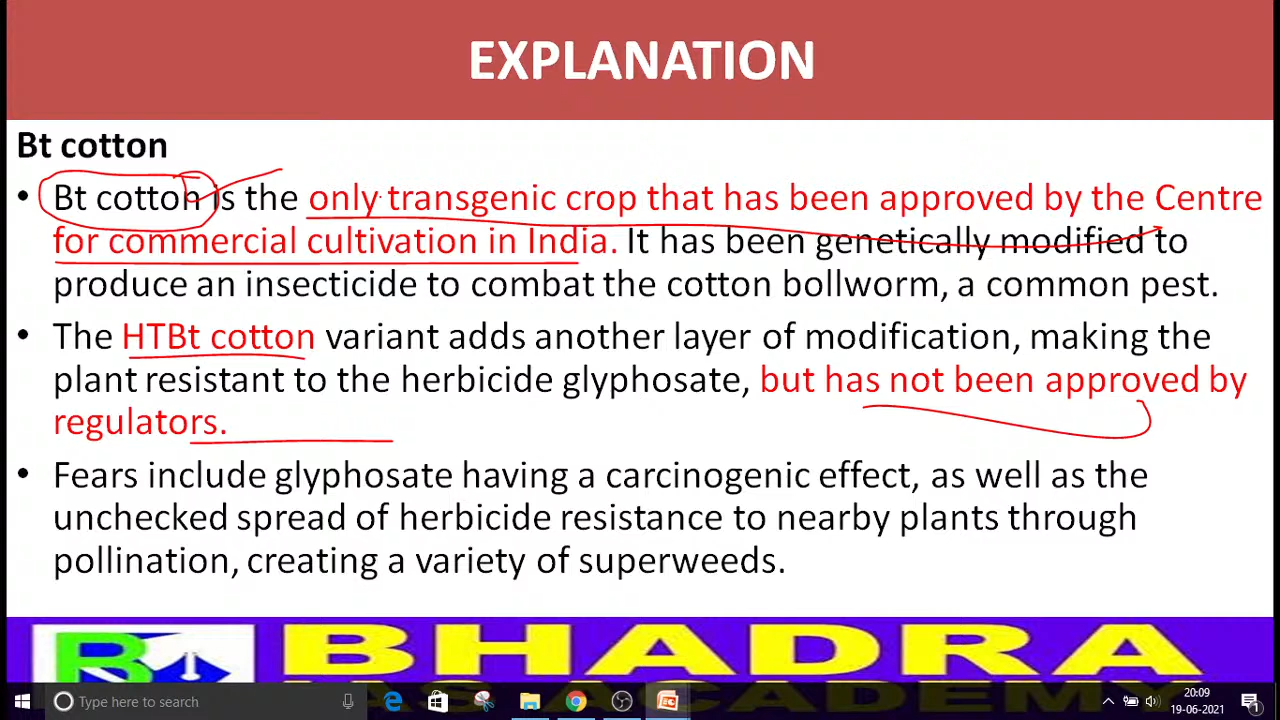 EXPLANATION
Bt cotton
• Bt cotton is the only transgenic crop that has been approved by the Centre
for commercial cultivation in India. It has been genetically modified to
produce an insecticide to combat the cotton bollworm, a common pest.
• The HTBt cotton variant adds another layer of modification, making the
plant resistant to the herbicide glyphosate, but has not been approved by
regulators.
• Fears include glyphosate having a carcinogenic effect, as well as the
unchecked spread of herbicide resistance to nearby plants through
pollination, creating a variety of superweeds.
BHADRA
IAS ACADEMY
Type here to search
20:09
19-06-2021
1